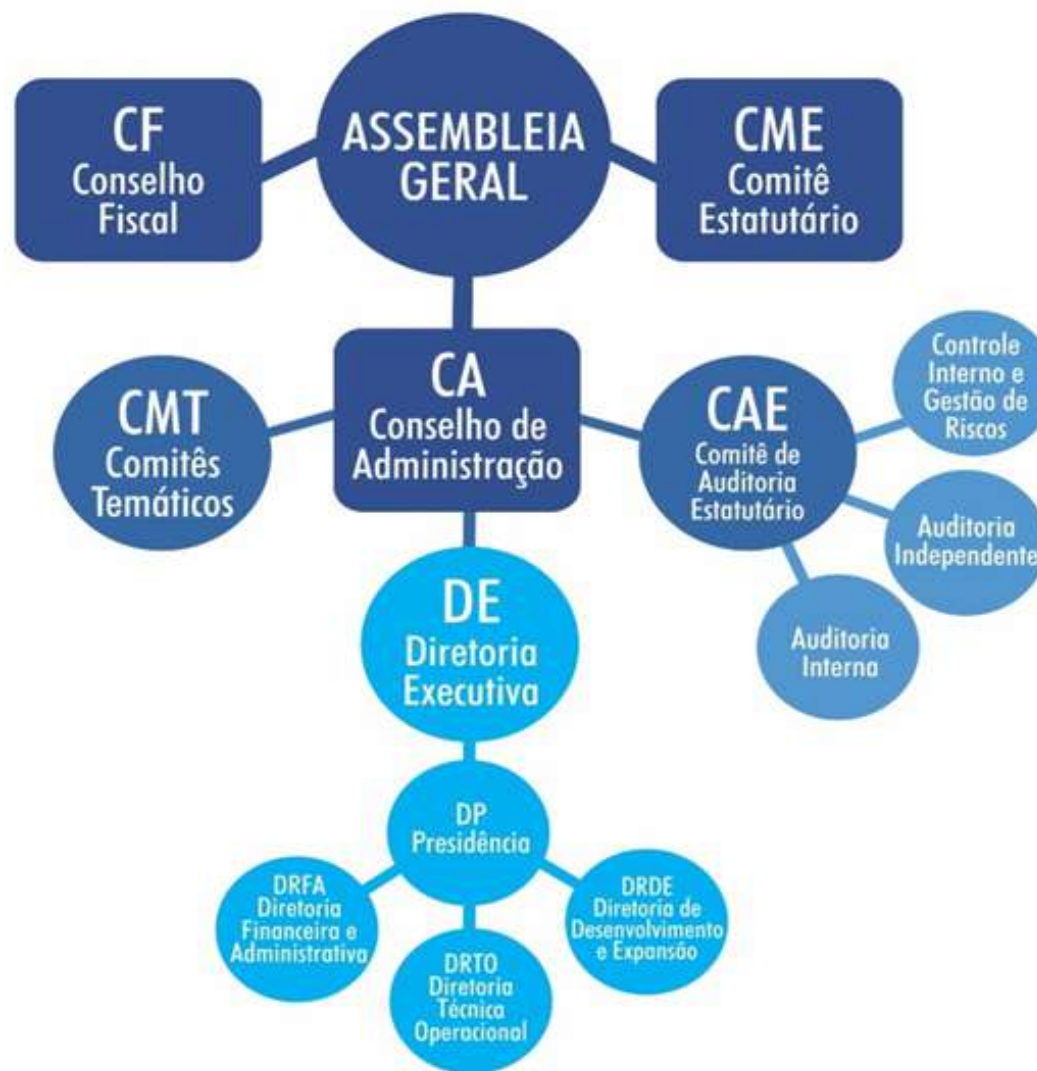 CF
Conselho
Fiscal
ASSEMBLEIA
GERAL
CME
Comitê
Estatutário
CMT
Comitês
Temáticos
CA
Conselho de
Administração
CAE
Comitê de
Auditoria
Estatutário
Controle
Interno e
Gestão de
Riscos
Auditoria
Independente
Auditoria
Interna
DE
Diretoria
Executiva
DP
Presidência
DRFA
Diretoria
Financeira e
Administrativa
DRTO
Diretoria
Técnica
Operacional
DRDE
Diretoria de
Desenvolvimento
e Expansão